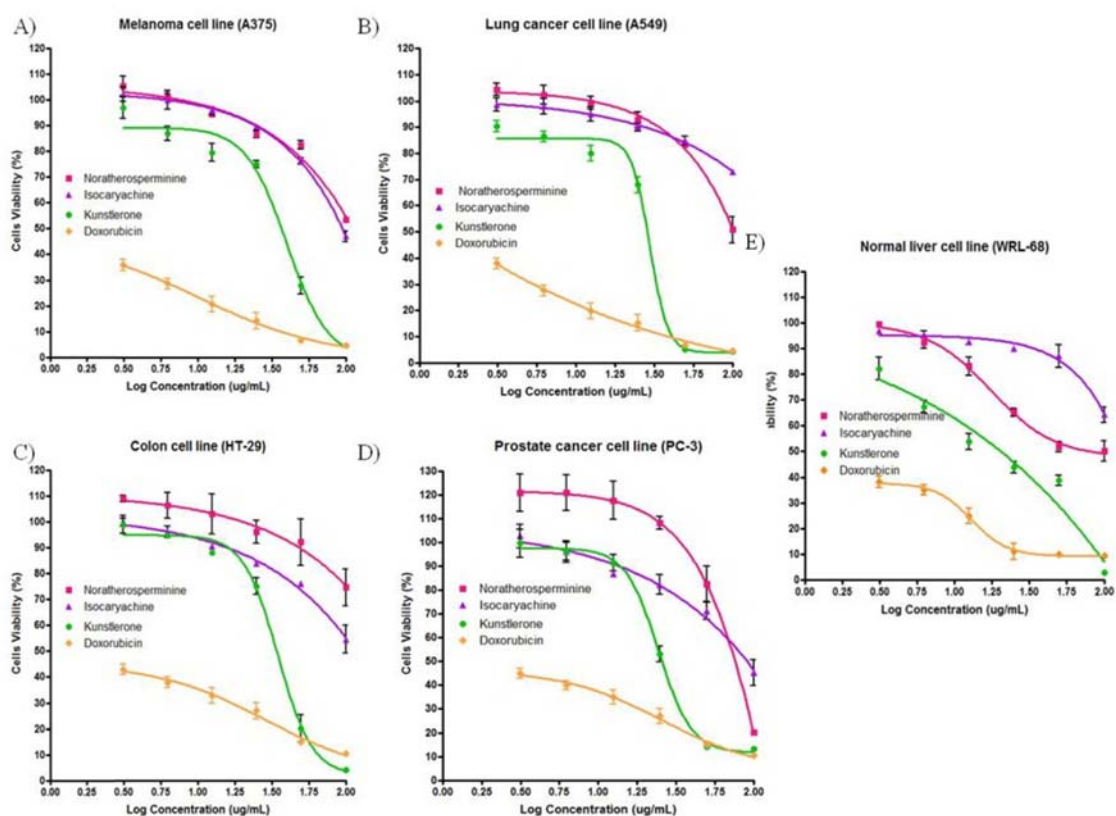 A)
Melanoma cell line (A375)
120
110
100
90
80
70
60
50
40
30
20
10
0
Cells Viability (%)
Noratherosperminine
Isocaryachine
Kunstlerone
Doxorubicin
0.00 0.25 0.50 0.75 1.00 1.25 1.50 1.75 2.00
Log Concentration (ug/mL)
B)
Lung cancer cell line (A549)
120
110
100
90
80
70
60
50
40
30
20
10
0
Cells Viability (%)
Noratherosperminine
Isocaryachine
Kunstlerone
Doxorubicin
0.00 0.25 0.50 0.75 1.00 1.25 1.50 1.75 2.00
Log Concentration (ug/mL)
C)
Colon cell line (HT-29)
120
110
100
90
80
70
60
50
40
30
20
10
0
Cells Viability (%)
Noratherosperminine
Isocaryachine
Kunstlerone
Doxorubicin
0.00 0.25 0.50 0.75 1.00 1.25 1.50 1.75 2.00
Log Concentration (ug/mL)
D)
Prostate cancer cell line (PC-3)
130
120
110
100
90
80
70
60
50
40
30
20
10
0
Cells Viability (%)
Noratherosperminine
Isocaryachine
Kunstlerone
Doxorubicin
0.00 0.25 0.50 0.75 1.00 1.25 1.50 1.75 2.00
Log Concentration (ug/mL)
E)
Normal liver cell line (WRL-68)
120
110
100
90
80
70
60
50
40
30
20
10
0
ibility (%)
Noratherosperminine
Isocaryachine
Kunstlerone
Doxorubicin
0.00 0.25 0.50 0.75 1.00 1.25 1.50 1.75 2.00
Log Concentration (ug/mL)